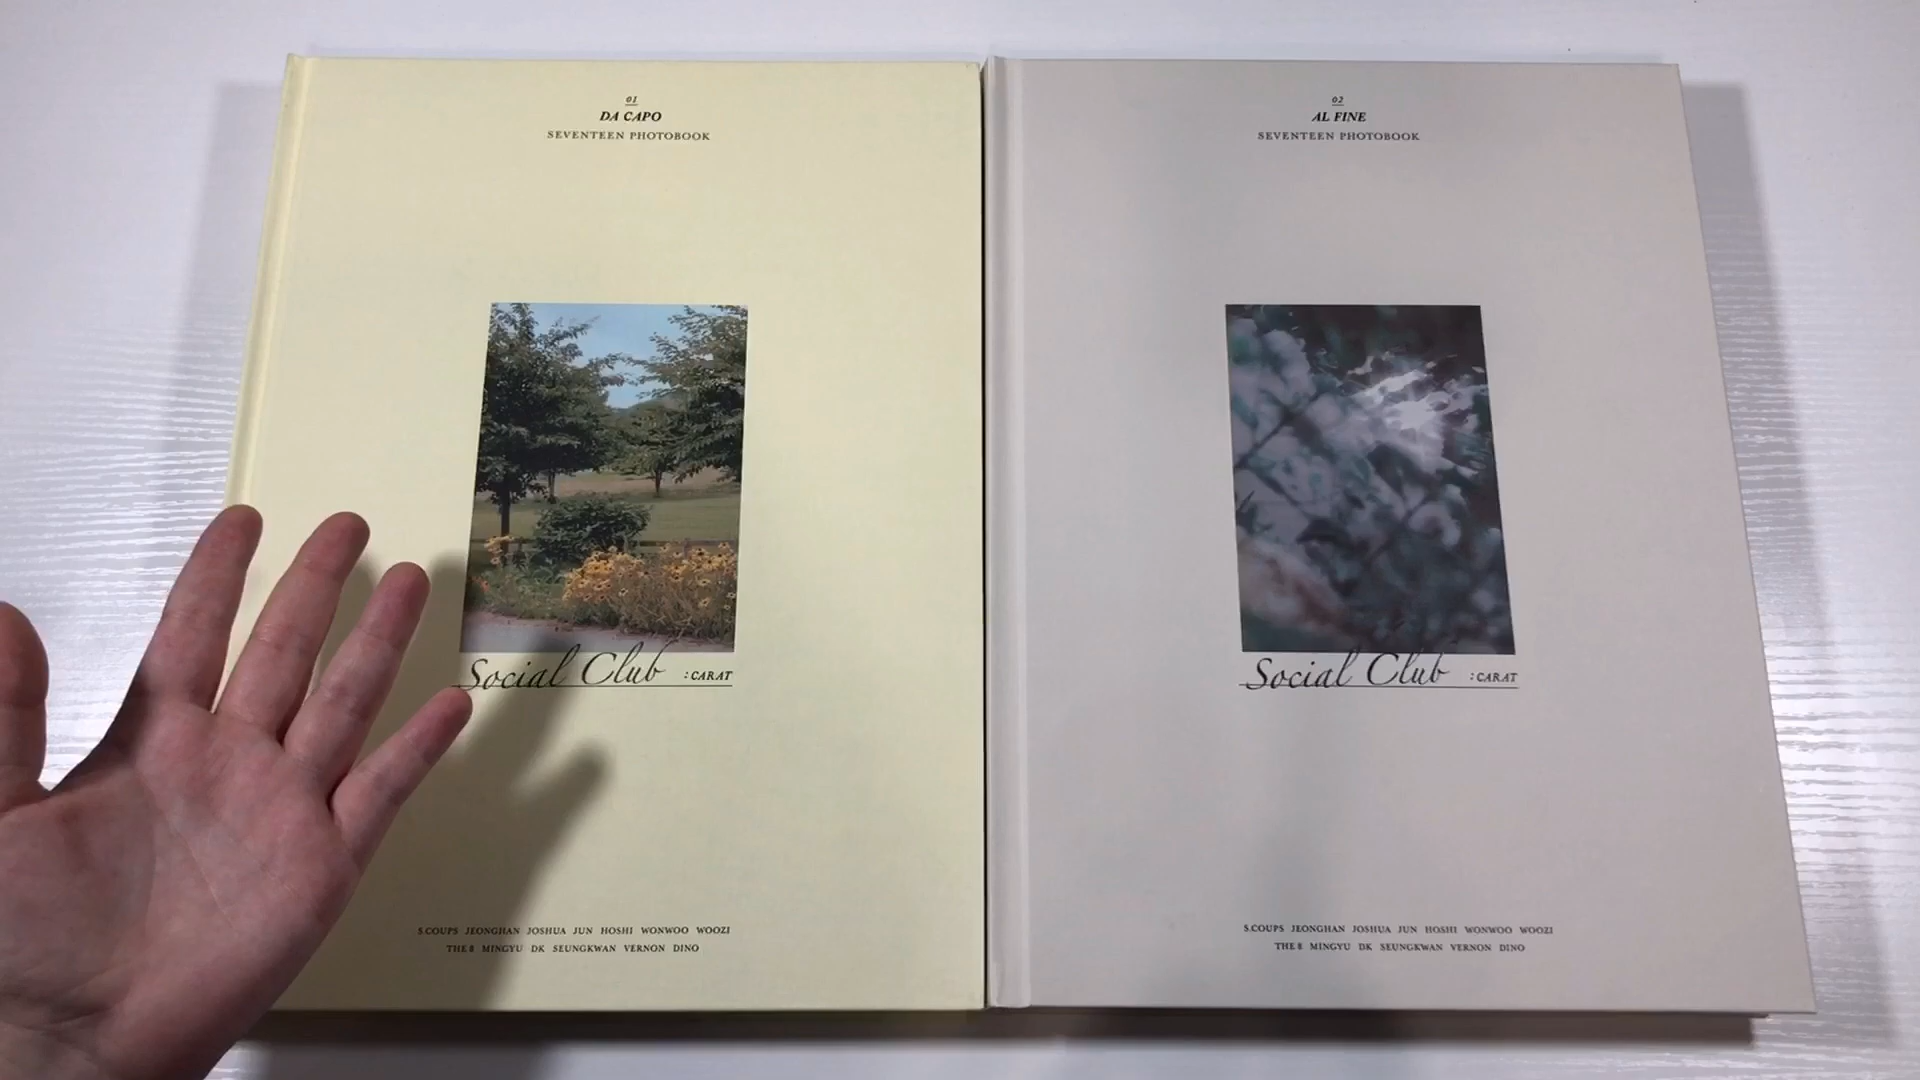 01
DA CAPO
SEVENTEEN PHOTOBOOK
Social Club :CARAT
S.COUPS JEONGHAN JOSHUA JUN HOSHI WONWOO WOOZI
THE 8 MINGYU DK SEUNGKWAN VERNON DINO
02
AL FINE
SEVENTEEN PHOTOBOOK
Social Club :CARAT
S.COUPS JEONGHAN JOSHUA JUN HOSHI WONWOO WOOZI
THE 8 MINGYU DK SEUNGKWAN VERNON DINO